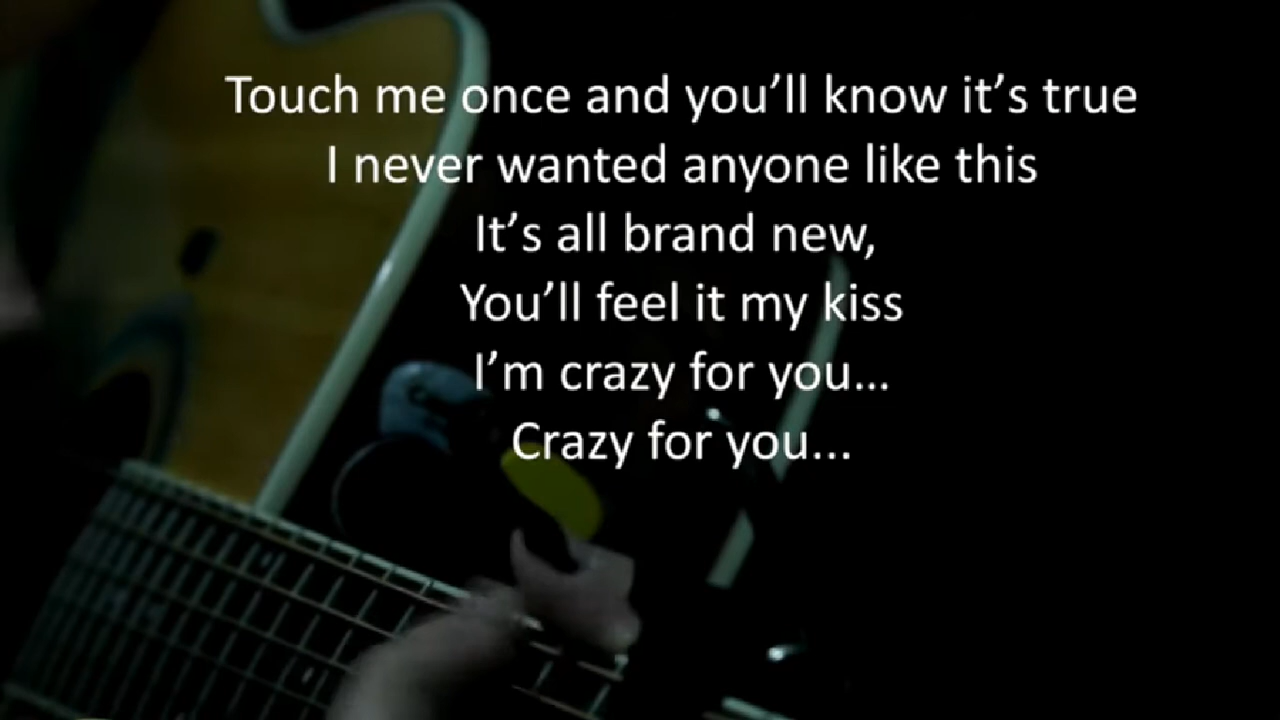 Touch me once and you’ll know it’s true
I never wanted anyone like this
It’s all brand new,
You’ll feel it my kiss
I’m crazy for you...
Crazy for you...